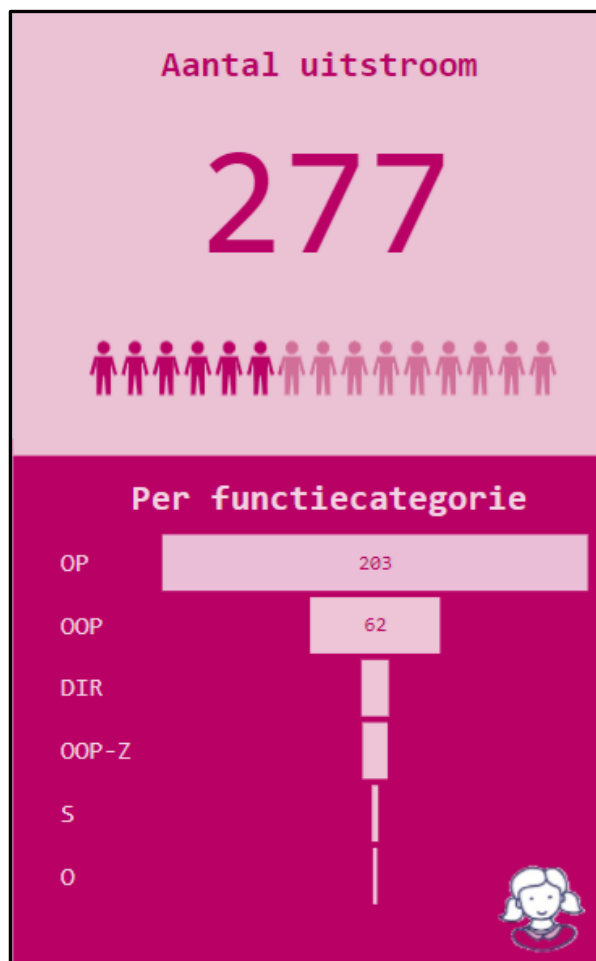 Aantal uitstroom
277
Per functiecategorie
OP 203
OOP 62
DIR
OOP-Z
S
O